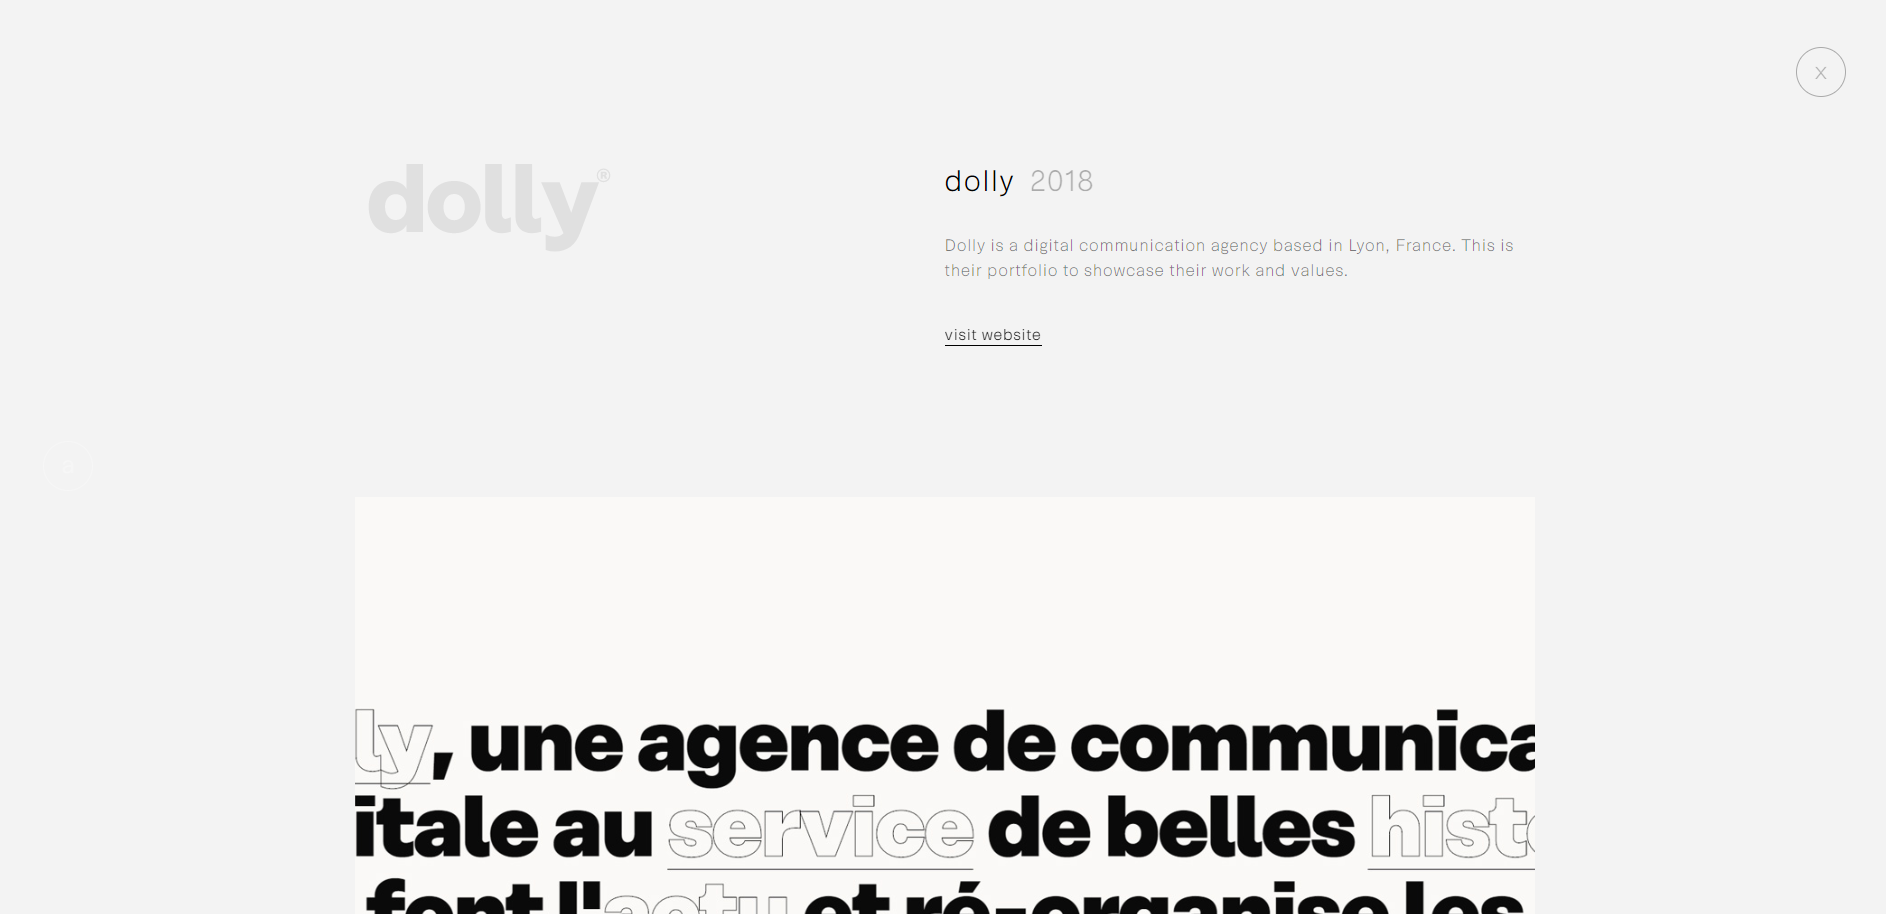 X
dolly®
dolly 2018
Dolly is a digital communication agency based in Lyon, France. This is
their portfolio to showcase their work and values.
visit website
ly, une agence de communica
itale au service de belles histo
font l'actu et ré-organise les